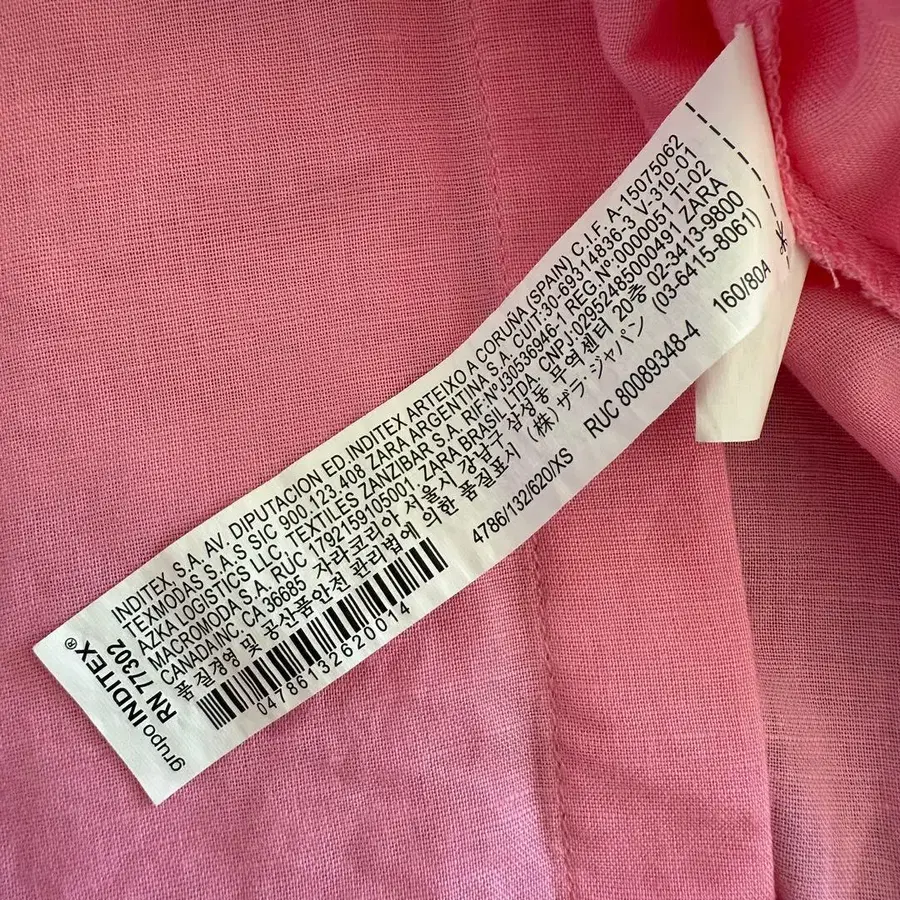 grupo INDITEX®
RN 77302
INDITEX, S.A. AV. DIPUTACION ED.INDITEX ARTEIXO A CORUÑA (SPAIN) C.I.F. A-15075062
TEXMODAS S.A.S SIC 900.123.408 ZARA ARGENTINA S.A. CUIT:30-69314836-3 V-310-01
AZKA LOGISTICS LLC, TEXTILES ZANZIBAR S.A. RIF.Nº J30536946-1 REG.Nº:0000051 TI-02
MACROMODA S.A. RUC 1792159105001 ZARA BRASIL LTDA. CNPJ.02952485000491 ZARA
CANADA INC. CA 36685 자라코리아 서울시 강남구 삼성동 무역센터 20층 02-3413-9800
품질경영 및 공산품안전 관리법에 의한 품질표시 (株) ザラ・ジャパン (03-6415-8061)
04786132620014
4786/132/620/XS
RUC 80089348-4
160/80A